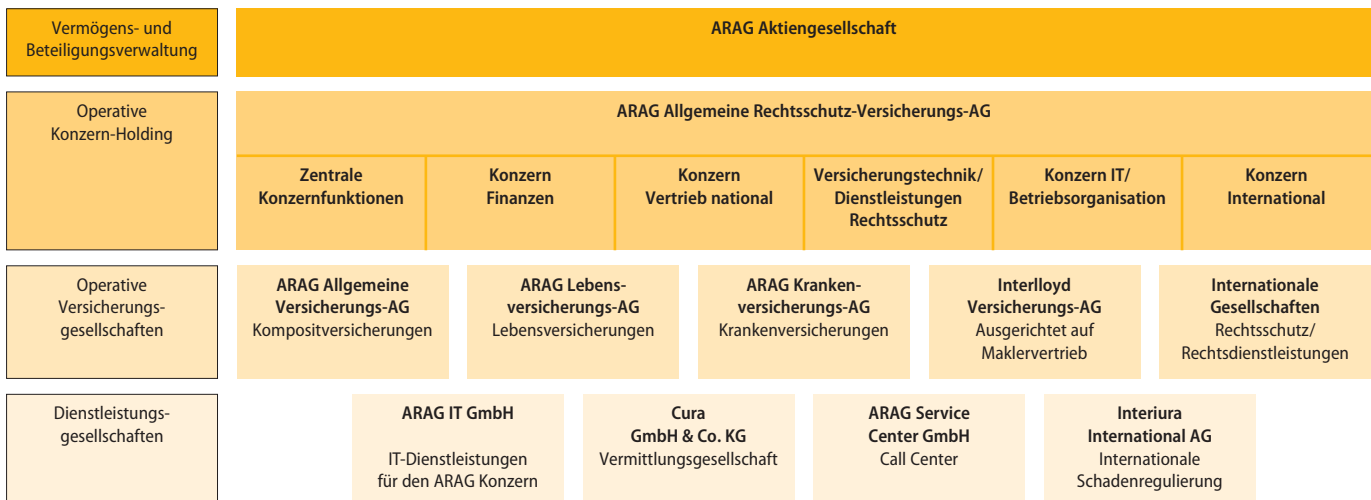 Vermögens- und
Beteiligungsverwaltung
ARAG Aktiengesellschaft
Operative
Konzern-Holding
ARAG Allgemeine Rechtsschutz-Versicherungs-AG
Zentrale
Konzernfunktionen
Konzern
Finanzen
Konzern
Vertrieb national
Versicherungstechnik/
Dienstleistungen
Rechtsschutz
Konzern IT/
Betriebsorganisation
Konzern
International
Operative
Versicherungs-
gesellschaften
ARAG Allgemeine
Versicherungs-AG
Kompositversicherungen
ARAG Lebens-
versicherungs-AG
Lebensversicherungen
ARAG Kranken-
versicherungs-AG
Krankenversicherungen
Interlloyd
Versicherungs-AG
Ausgerichtet auf
Maklervertrieb
Internationale
Gesellschaften
Rechtsschutz/
Rechtsdienstleistungen
Dienstleistungs-
gesellschaften
ARAG IT GmbH
IT-Dienstleistungen
für den ARAG Konzern
Cura
GmbH & Co. KG
Vermittlungsgesellschaft
ARAG Service
Center GmbH
Call Center
Interiura
International AG
Internationale
Schadenregulierung